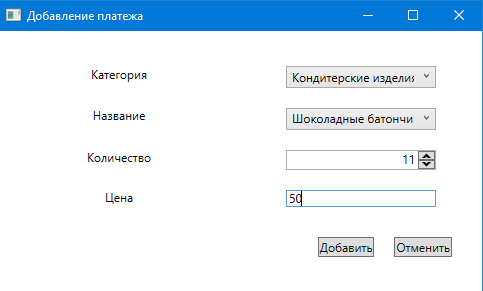 Добавление платежа
Категория Кондитерские изделия
Название Шоколадные батончи
Количество 11
Цена 50
Добавить Отменить